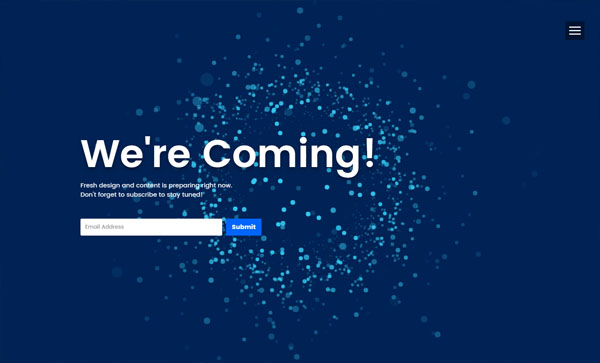 We're Coming!
Fresh design and content is preparing right now.
Don't forget to subscribe to stay tuned!
Email Address
Submit